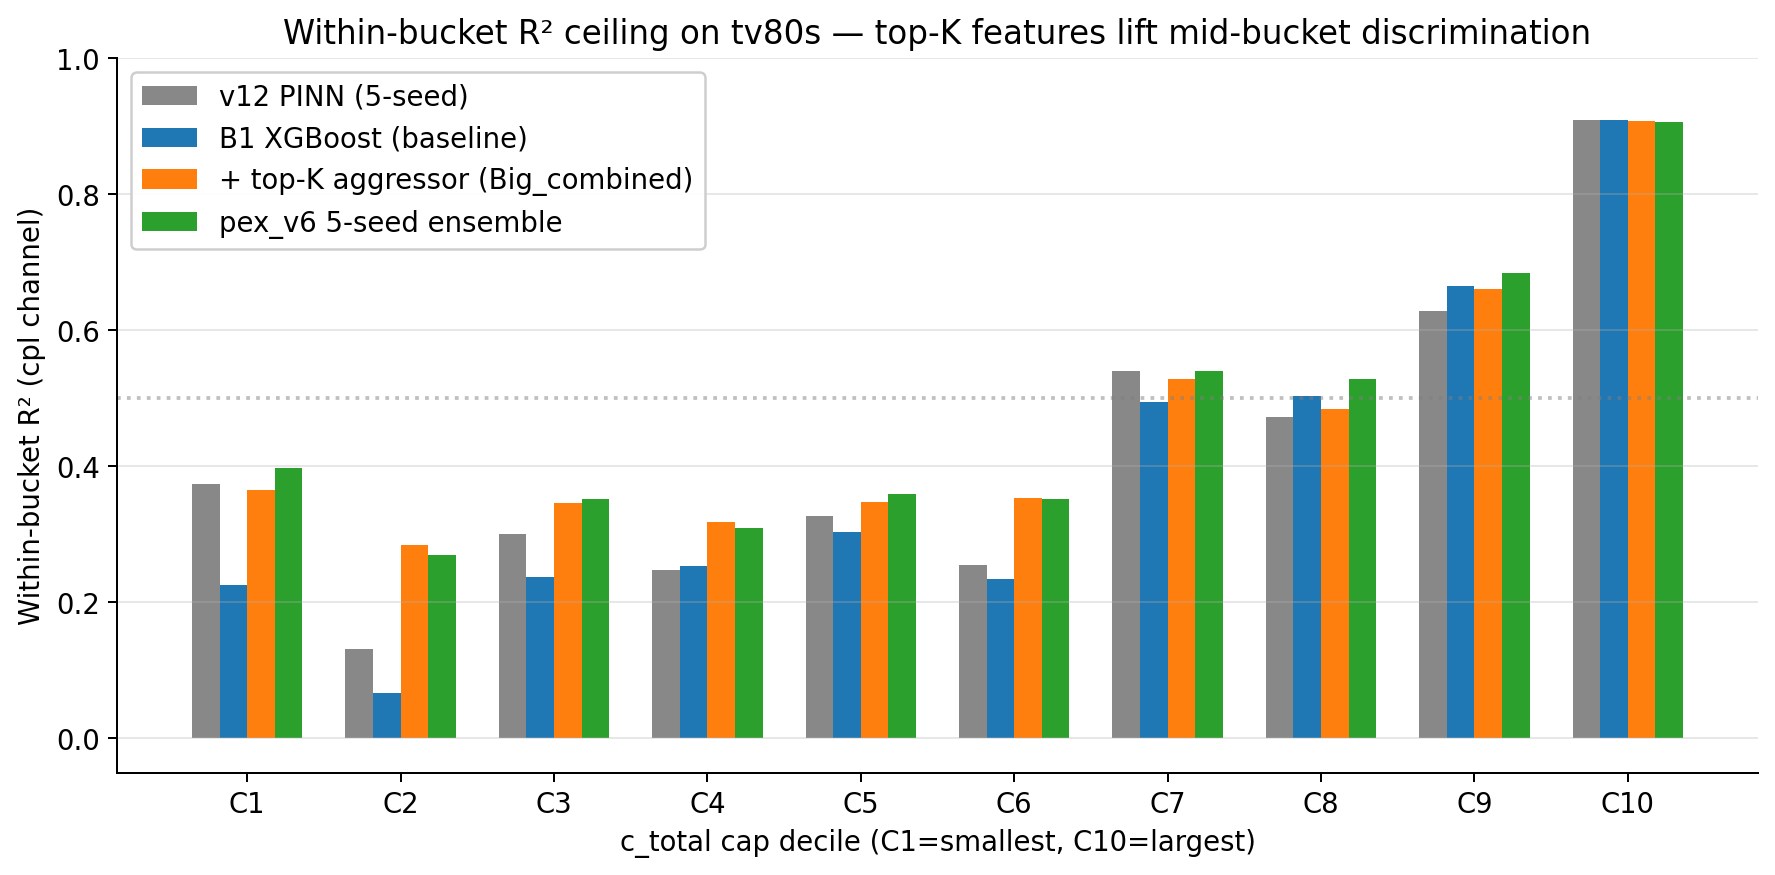 Within-bucket R² ceiling on tv80s — top-K features lift mid-bucket discrimination
v12 PINN (5-seed)
B1 XGBoost (baseline)
+ top-K aggressor (Big_combined)
pex_v6 5-seed ensemble
Within-bucket R² (cpl channel)
1.0
0.8
0.6
0.4
0.2
0.0
C1 C2 C3 C4 C5 C6 C7 C8 C9 C10
c_total cap decile (C1=smallest, C10=largest)